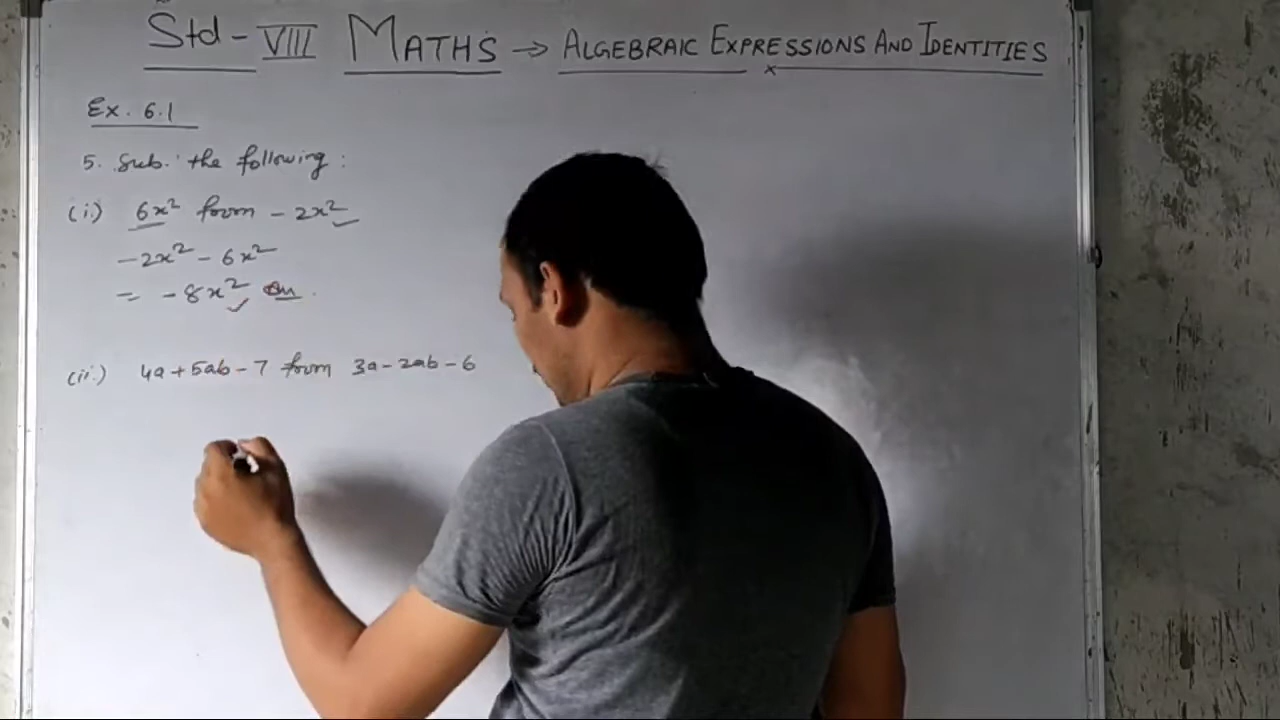 Std - VIII MATHS → ALGEBRAIC EXPRESSIONS AND IDENTITIES
Ex. 6.1
5. Sub. the following :
(i.) 6x² from - 2x²
-2x² - 6x²
= -8x² Ans.
(ii.) 4a + 5ab - 7 from 3a - 2ab - 6